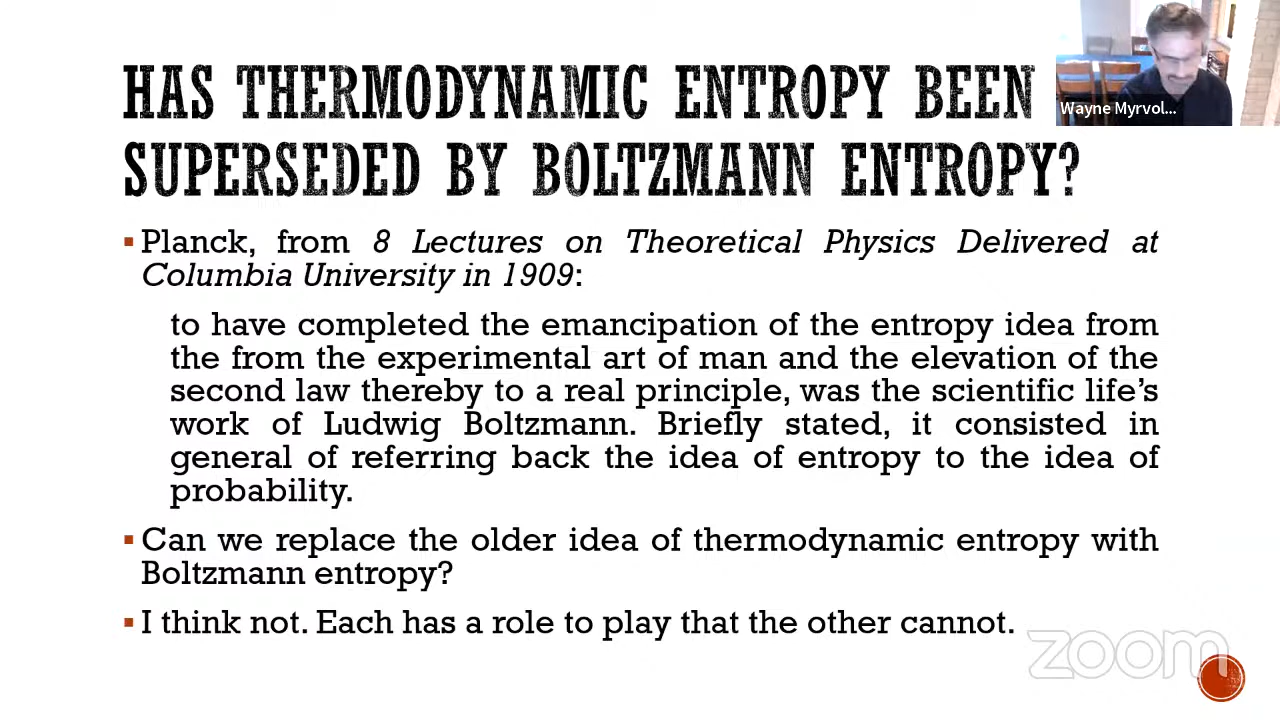 HAS THERMODYNAMIC ENTROPY BEEN
SUPERSEDED BY BOLTZMANN ENTROPY?
Wayne Myrvol...
▪ Planck, from 8 Lectures on Theoretical Physics Delivered at
Columbia University in 1909:
to have completed the emancipation of the entropy idea from
the from the experimental art of man and the elevation of the
second law thereby to a real principle, was the scientific life’s
work of Ludwig Boltzmann. Briefly stated, it consisted in
general of referring back the idea of entropy to the idea of
probability.
▪ Can we replace the older idea of thermodynamic entropy with
Boltzmann entropy?
▪ I think not. Each has a role to play that the other cannot.
zoom